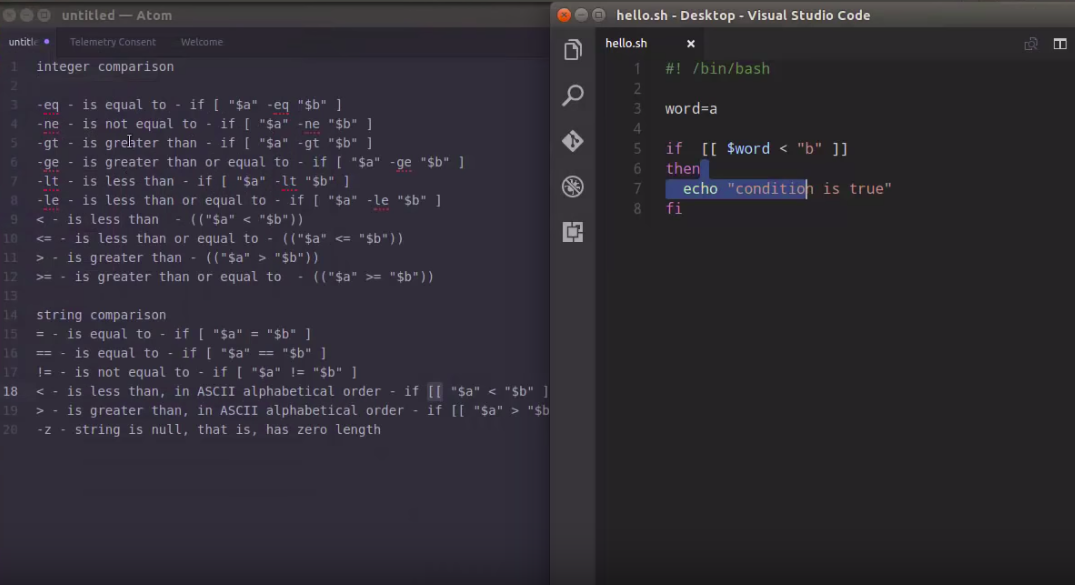 untitled — Atom
untitle
Telemetry Consent
Welcome
1 integer comparison
2
3 -eq - is equal to - if [ "$a" -eq "$b" ]
4 -ne - is not equal to - if [ "$a" -ne "$b" ]
5 -gt - is greater than - if [ "$a" -gt "$b" ]
6 -ge - is greater than or equal to - if [ "$a" -ge "$b" ]
7 -lt - is less than - if [ "$a" -lt "$b" ]
8 -le - is less than or equal to - if [ "$a" -le "$b" ]
9 < - is less than - (("$a" < "$b"))
10 <= - is less than or equal to - (("$a" <= "$b"))
11 > - is greater than - (("$a" > "$b"))
12 >= - is greater than or equal to - (("$a" >= "$b"))
13
14 string comparison
15 = - is equal to - if [ "$a" = "$b" ]
16 == - is equal to - if [ "$a" == "$b" ]
17 != - is not equal to - if [ "$a" != "$b" ]
18 < - is less than, in ASCII alphabetical order - if [[ "$a" < "$b" ]
19 > - is greater than, in ASCII alphabetical order - if [[ "$a" > "$b
20 -z - string is null, that is, has zero length
hello.sh - Desktop - Visual Studio Code
hello.sh
1 #! /bin/bash
2
3 word=a
4
5 if [[ $word < "b" ]]
6 then
7 echo "condition is true"
8 fi